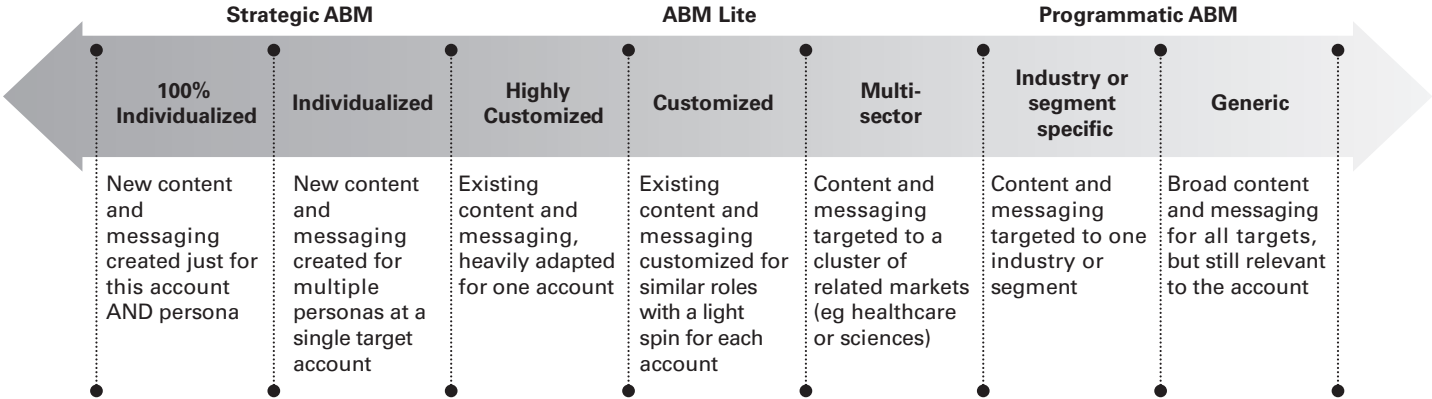 Strategic ABM
ABM Lite
Programmatic ABM
100%
Individualized
Individualized
Highly
Customized
Customized
Multi-
sector
Industry or
segment
specific
Generic
New content
and
messaging
created just for
this account
AND persona
New content
and
messaging
created for
multiple
personas at a
single target
account
Existing
content and
messaging,
heavily adapted
for one account
Existing
content and
messaging
customized for
similar roles
with a light
spin for each
account
Content and
messaging
targeted to a
cluster of
related markets
(eg healthcare
or sciences)
Content and
messaging
targeted to one
industry or
segment
Broad content
and messaging
for all targets,
but still relevant
to the account